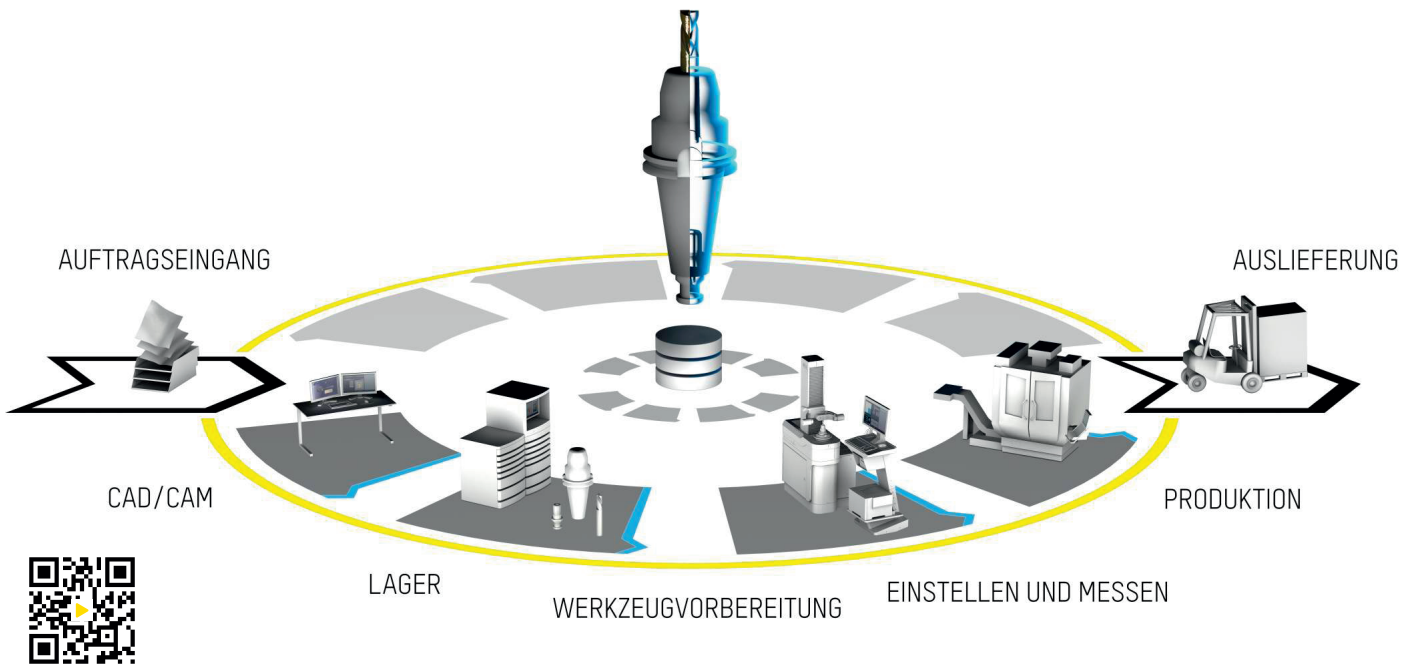 AUFTRAGSEINGANG
AUSLIEFERUNG
CAD/CAM
PRODUKTION
LAGER
WERKZEUGVORBEREITUNG
EINSTELLEN UND MESSEN